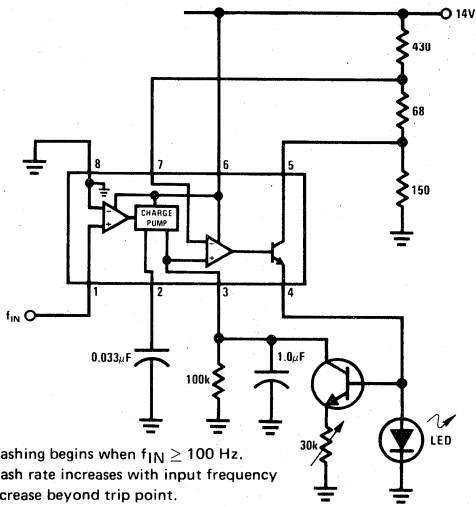 14V
430
68
150
8
7
6
5
CHARGE
PUMP
−
+
−
+
1
2
3
4
fIN
0.033μF
100k
1.0μF
30k
LED
ashing begins when fIN ≥ 100 Hz.
ash rate increases with input frequency
crease beyond trip point.